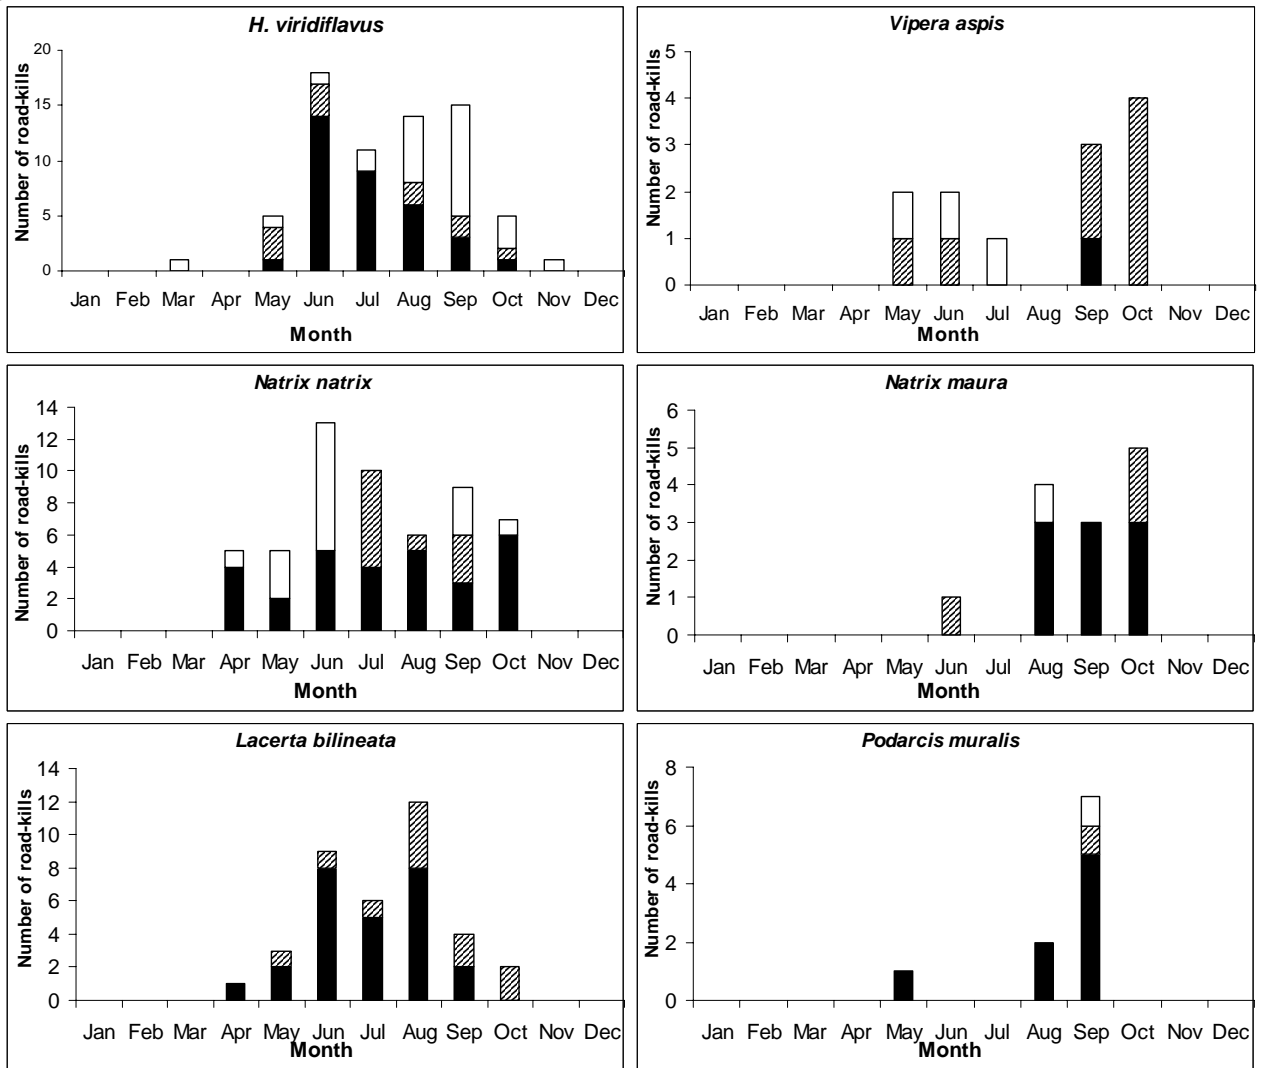 H. viridiflavus
Number of road-kills
20
15
10
5
0
Jan Feb Mar Apr May Jun Jul Aug Sep Oct Nov Dec
Month
Vipera aspis
Number of road-kills
5
4
3
2
1
0
Jan Feb Mar Apr May Jun Jul Aug Sep Oct Nov Dec
Month
Natrix natrix
Number of road-kills
14
12
10
8
6
4
2
0
Jan Feb Mar Apr May Jun Jul Aug Sep Oct Nov Dec
Month
Natrix maura
Number of road-kills
6
5
4
3
2
1
0
Jan Feb Mar Apr May Jun Jul Aug Sep Oct Nov Dec
Month
Lacerta bilineata
Number of road-kills
14
12
10
8
6
4
2
0
Jan Feb Mar Apr May Jun Jul Aug Sep Oct Nov Dec
Month
Podarcis muralis
Number of road-kills
8
6
4
2
0
Jan Feb Mar Apr May Jun Jul Aug Sep Oct Nov Dec
Month